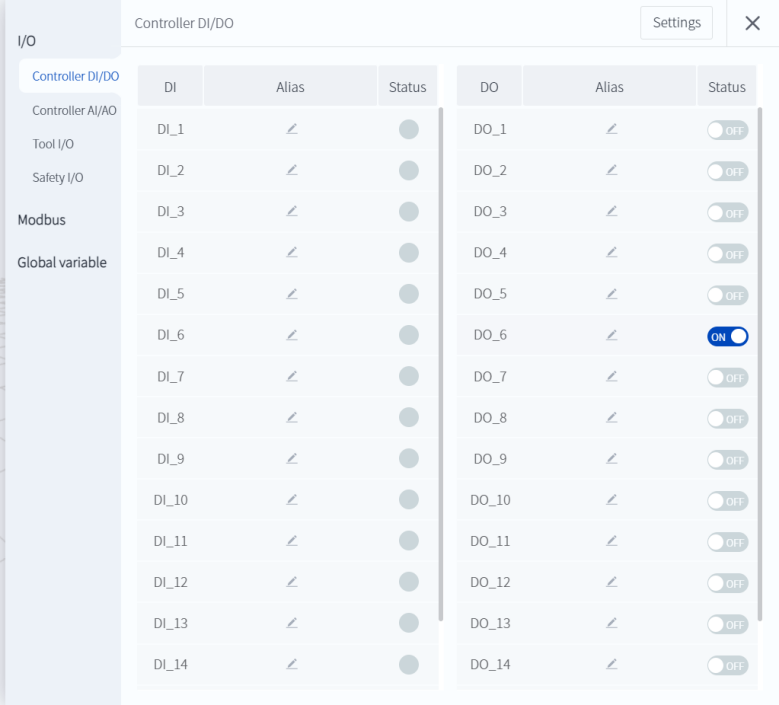 I/O
Controller DI/DO
Controller AI/AO
Tool I/O
Safety I/O
Modbus
Global variable
Controller DI/DO Settings
DI Alias Status DO Alias Status
DI_1 DO_1 OFF
DI_2 DO_2 OFF
DI_3 DO_3 OFF
DI_4 DO_4 OFF
DI_5 DO_5 OFF
DI_6 DO_6 ON
DI_7 DO_7 OFF
DI_8 DO_8 OFF
DI_9 DO_9 OFF
DI_10 DO_10 OFF
DI_11 DO_11 OFF
DI_12 DO_12 OFF
DI_13 DO_13 OFF
DI_14 DO_14 OFF